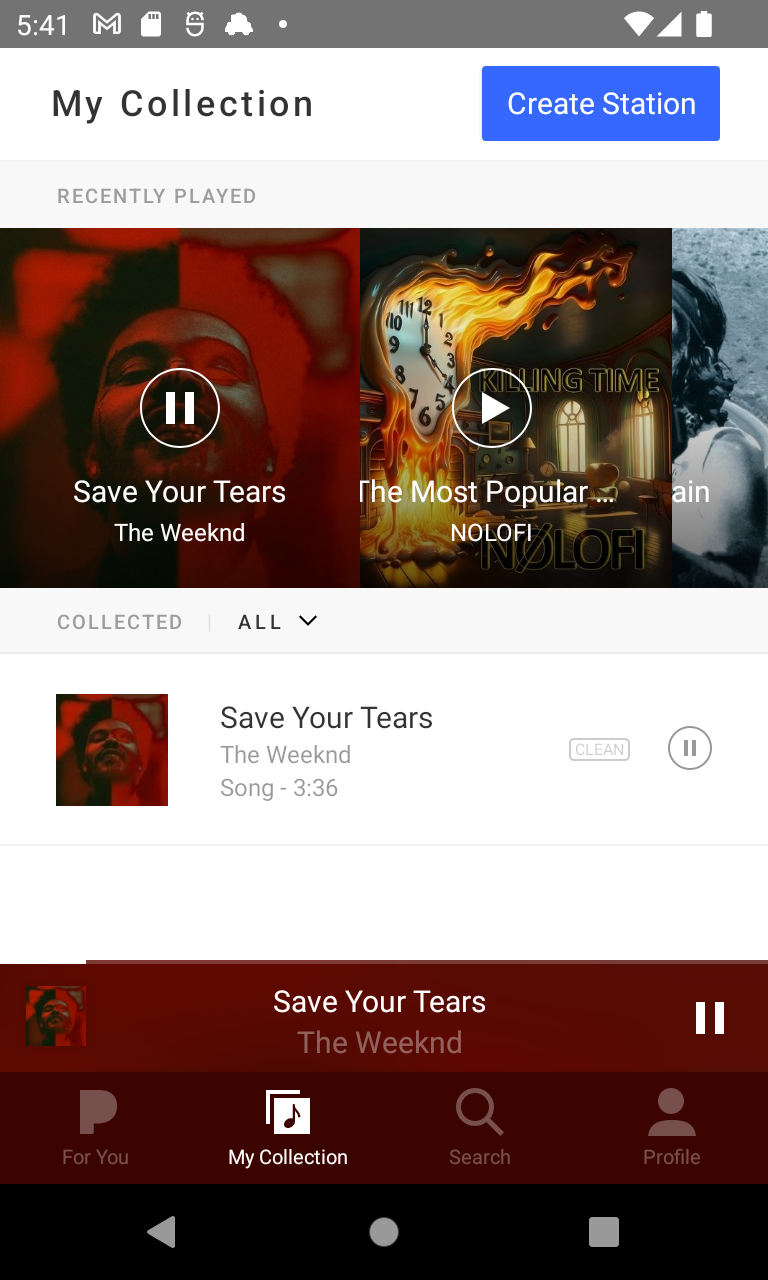 5:41
My Collection
Create Station
RECENTLY PLAYED
KILLING TIME
Save Your Tears
The Weeknd
The Most Popular ...
NOLOFI
NØLOFI
ain
COLLECTED
ALL
Save Your Tears
The Weeknd
Song - 3:36
CLEAN
Save Your Tears
The Weeknd
For You
My Collection
Search
Profile